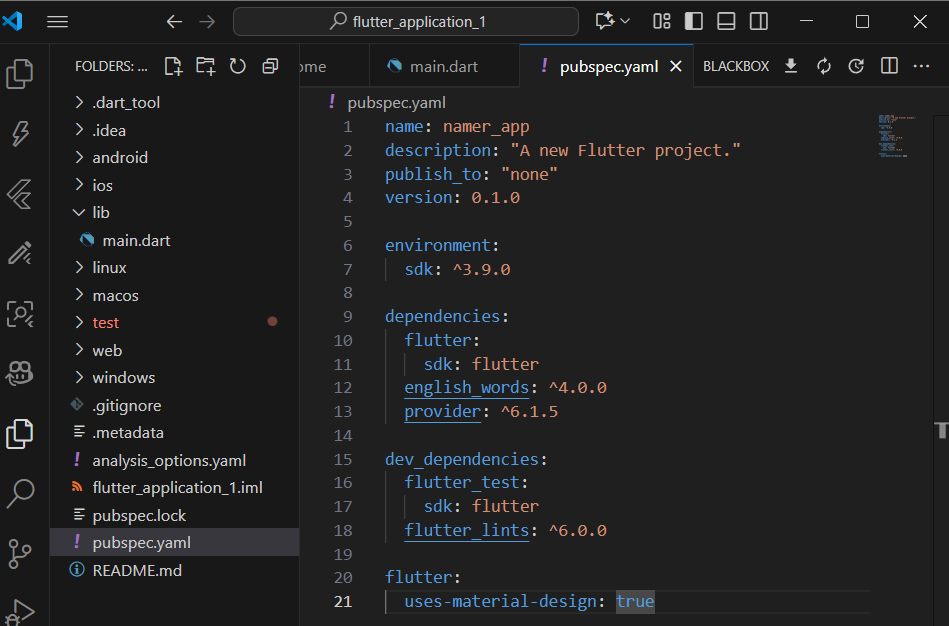 flutter_application_1
FOLDERS: ...
ome
main.dart
! pubspec.yaml
BLACKBOX
.dart_tool
.idea
android
ios
lib
main.dart
linux
macos
test
web
windows
.gitignore
.metadata
! analysis_options.yaml
flutter_application_1.iml
pubspec.lock
! pubspec.yaml
README.md
! pubspec.yaml
1 name: namer_app
2 description: "A new Flutter project."
3 publish_to: "none"
4 version: 0.1.0
5
6 environment:
7 sdk: ^3.9.0
8
9 dependencies:
10 flutter:
11 sdk: flutter
12 english_words: ^4.0.0
13 provider: ^6.1.5
14
15 dev_dependencies:
16 flutter_test:
17 sdk: flutter
18 flutter_lints: ^6.0.0
19
20 flutter:
21 uses-material-design: true